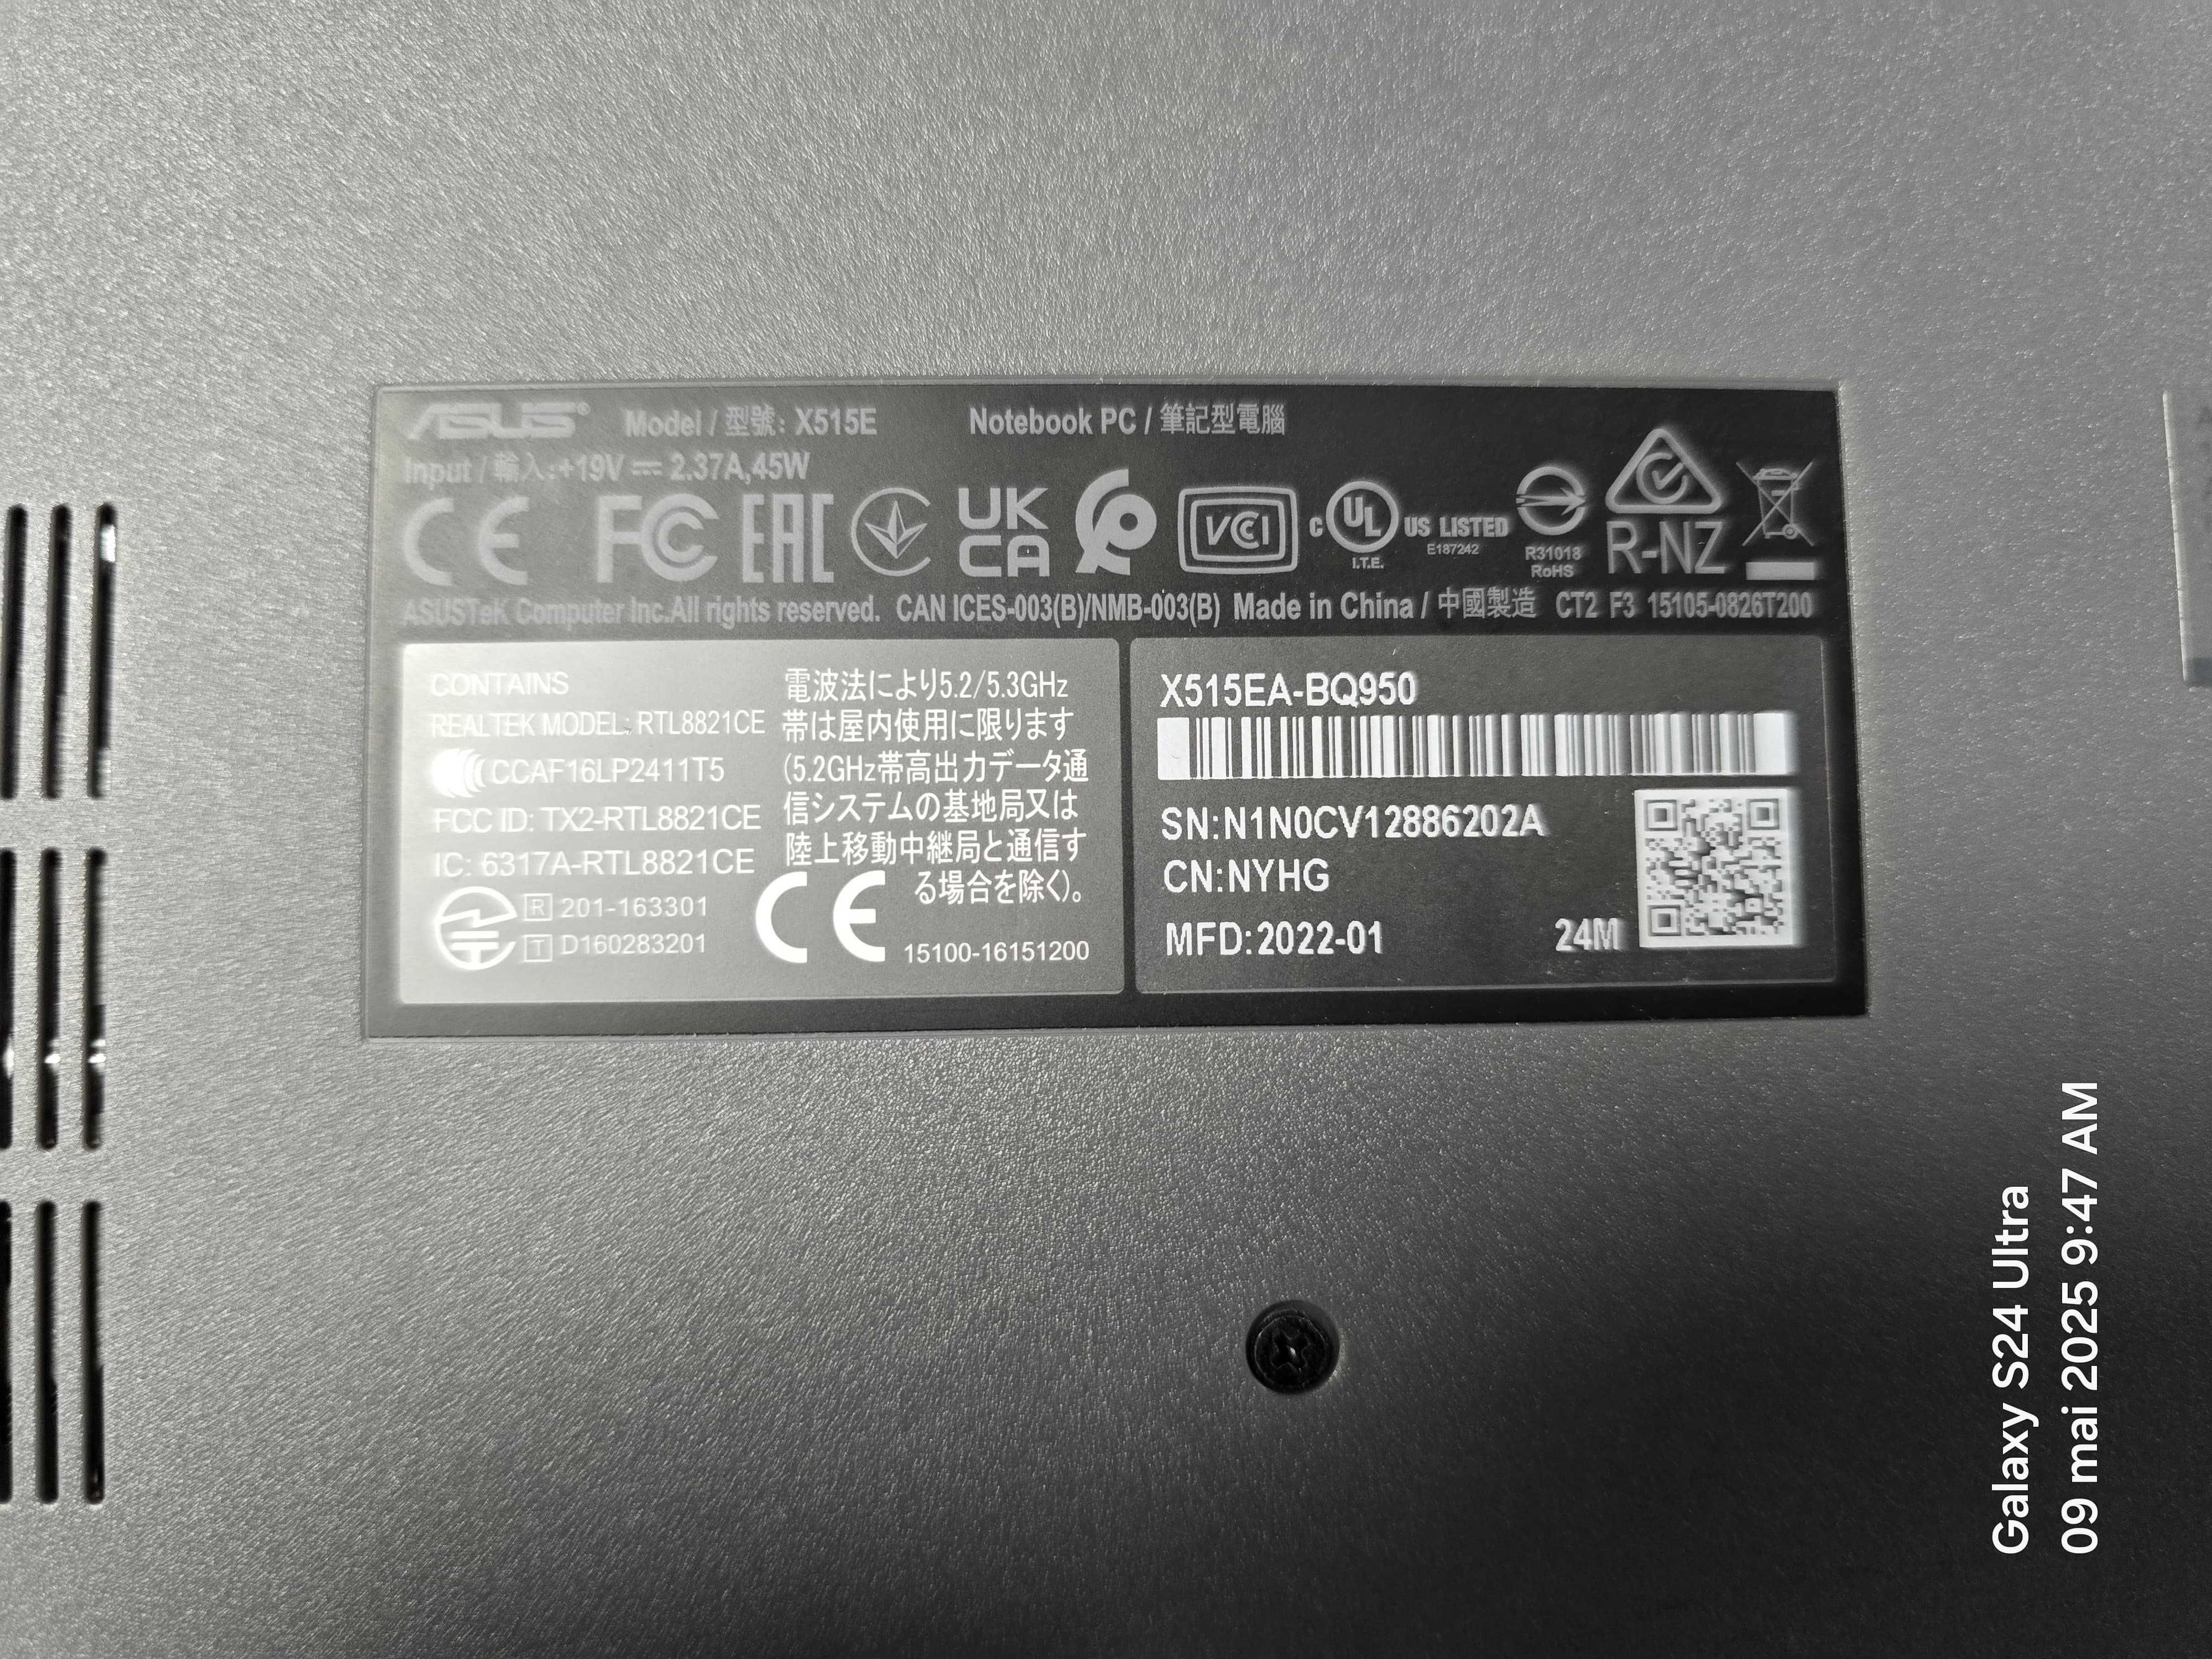 ASUS® Model / 型號: X515E Notebook PC / 筆記型電腦
Input / 輸入:+19V ⎓ 2.37A,45W
CE FC EAC UK CA VCI c UL US LISTED R-NZ
I.T.E. E187242 R31018 RoHS
ASUSTeK Computer Inc.All rights reserved. CAN ICES-003(B)/NMB-003(B) Made in China / 中國製造 CT2 F3 15105-0826T200
CONTAINS
REALTEK MODEL: RTL8821CE
CCAF16LP2411T5
FCC ID: TX2-RTL8821CE
IC: 6317A-RTL8821CE
R 201-163301
T D160283201
電波法により5.2/5.3GHz
帯は屋内使用に限ります
(5.2GHz帯高出力データ通
信システムの基地局又は
陸上移動中継局と通信す
る場合を除く)。
CE 15100-16151200
X515EA-BQ950
SN:N1N0CV12886202A
CN:NYHG
MFD:2022-01 24M
Galaxy S24 Ultra
09 mai 2025 9:47 AM